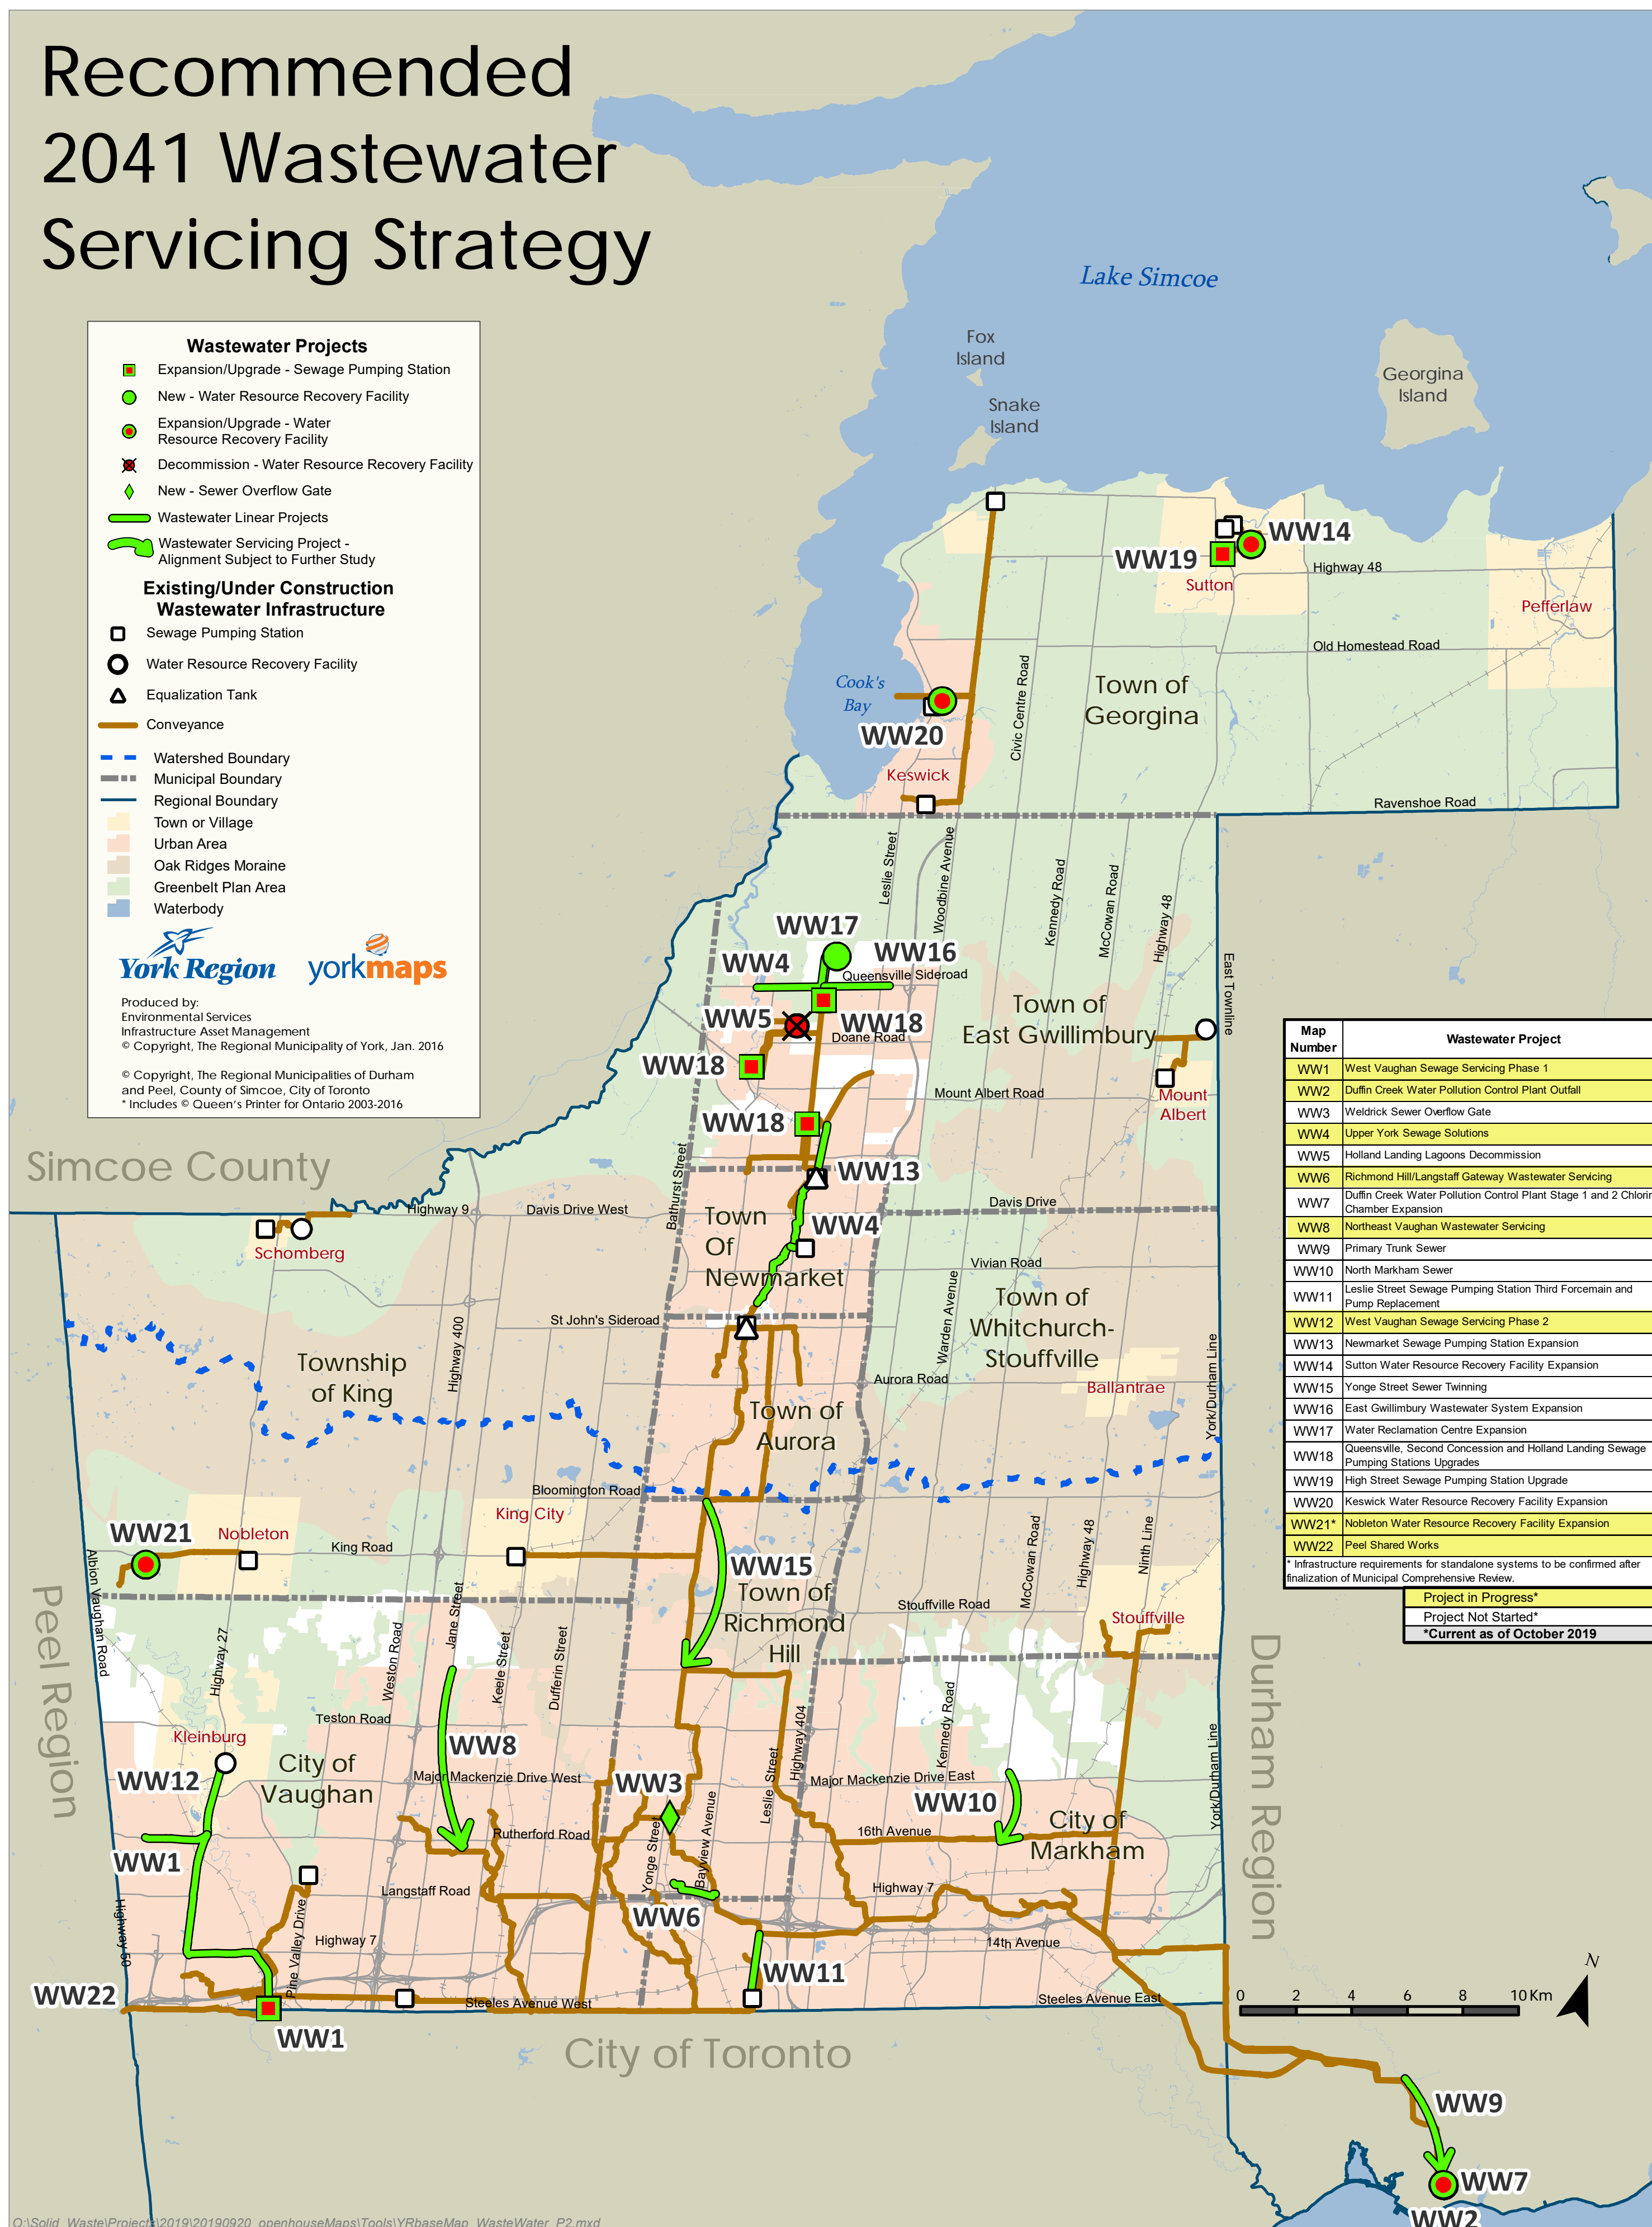 Recommended
2041 Wastewater
Servicing Strategy
Wastewater Projects
Expansion/Upgrade - Sewage Pumping Station
New - Water Resource Recovery Facility
Expansion/Upgrade - Water
Resource Recovery Facility
Decommission - Water Resource Recovery Facility
New - Sewer Overflow Gate
Wastewater Linear Projects
Wastewater Servicing Project -
Alignment Subject to Further Study
Existing/Under Construction
Wastewater Infrastructure
Sewage Pumping Station
Water Resource Recovery Facility
Equalization Tank
Conveyance
Watershed Boundary
Municipal Boundary
Regional Boundary
Town or Village
Urban Area
Oak Ridges Moraine
Greenbelt Plan Area
Waterbody
York Region
yorkmaps
Produced by:
Environmental Services
Infrastructure Asset Management
© Copyright, The Regional Municipality of York, Jan. 2016
© Copyright, The Regional Municipalities of Durham
and Peel, County of Simcoe, City of Toronto
* Includes © Queen's Printer for Ontario 2003-2016
Lake Simcoe
Fox
Island
Snake
Island
Georgina
Island
WW14
WW19
Sutton
Highway 48
Pefferlaw
Old Homestead Road
Cook's
Bay
WW20
Civic Centre Road
Town of
Georgina
Keswick
Ravenshoe Road
Leslie Street
Woodbine Avenue
Kennedy Road
McCowan Road
Highway 48
East Townline
WW17
WW16
WW4
Queensville Sideroad
WW5
WW18
Doane Road
Town of
East Gwillimbury
WW18
Mount Albert Road
Mount
Albert
WW18
Simcoe County
Bathurst Street
WW13
Highway 9
Davis Drive West
Davis Drive
Schomberg
Town
Of
Newmarket
WW4
Vivian Road
Warden Avenue
Town of
Whitchurch-
Stouffville
St John's Sideroad
Highway 400
Township
of King
Aurora Road
Ballantrae
York/Durham Line
Town of
Aurora
Bloomington Road
King City
WW21
Nobleton
King Road
Albion Vaughan Road
WW15
Town of
Richmond
Hill
McCowan Road
Highway 48
Ninth Line
Stouffville Road
Stouffville
Peel Region
Durham Region
Highway 27
Weston Road
Jane Street
Keele Street
Dufferin Street
Teston Road
Kleinburg
City of
Vaughan
WW8
WW12
Major Mackenzie Drive West
WW3
Leslie Street
Highway 404
Kennedy Road
York/Durham Line
Major Mackenzie Drive East
WW10
City of
Markham
16th Avenue
Rutherford Road
Yonge Street
Bayview Avenue
WW1
Langstaff Road
Highway 7
WW6
Highway 50
Pine Valley Drive
Highway 7
14th Avenue
WW11
WW22
Steeles Avenue West
Steeles Avenue East
WW1
City of Toronto
N
0 2 4 6 8 10 Km
WW9
WW7
WW2
Map
Number
Wastewater Project
WW1 West Vaughan Sewage Servicing Phase 1
WW2 Duffin Creek Water Pollution Control Plant Outfall
WW3 Weldrick Sewer Overflow Gate
WW4 Upper York Sewage Solutions
WW5 Holland Landing Lagoons Decommission
WW6 Richmond Hill/Langstaff Gateway Wastewater Servicing
WW7 Duffin Creek Water Pollution Control Plant Stage 1 and 2
Chamber Expansion
WW8 Northeast Vaughan Wastewater Servicing
WW9 Primary Trunk Sewer
WW10 North Markham Sewer
WW11 Leslie Street Sewage Pumping Station Third Forcemain and
Pump Replacement
WW12 West Vaughan Sewage Servicing Phase 2
WW13 Newmarket Sewage Pumping Station Expansion
WW14 Sutton Water Resource Recovery Facility Expansion
WW15 Yonge Street Sewer Twinning
WW16 East Gwillimbury Wastewater System Expansion
WW17 Water Reclamation Centre Expansion
WW18 Queensville, Second Concession and Holland Landing Sewage
Pumping Stations Upgrades
WW19 High Street Sewage Pumping Station Upgrade
WW20 Keswick Water Resource Recovery Facility Expansion
WW21* Nobleton Water Resource Recovery Facility Expansion
WW22 Peel Shared Works
* Infrastructure requirements for standalone systems to be confirmed after
finalization of Municipal Comprehensive Review.
Project in Progress*
Project Not Started*
*Current as of October 2019
O:\Solid_Waste\Projects\2019\20190920_openhouseMaps\Tools\YRbaseMap_WasteWater_P2.mxd